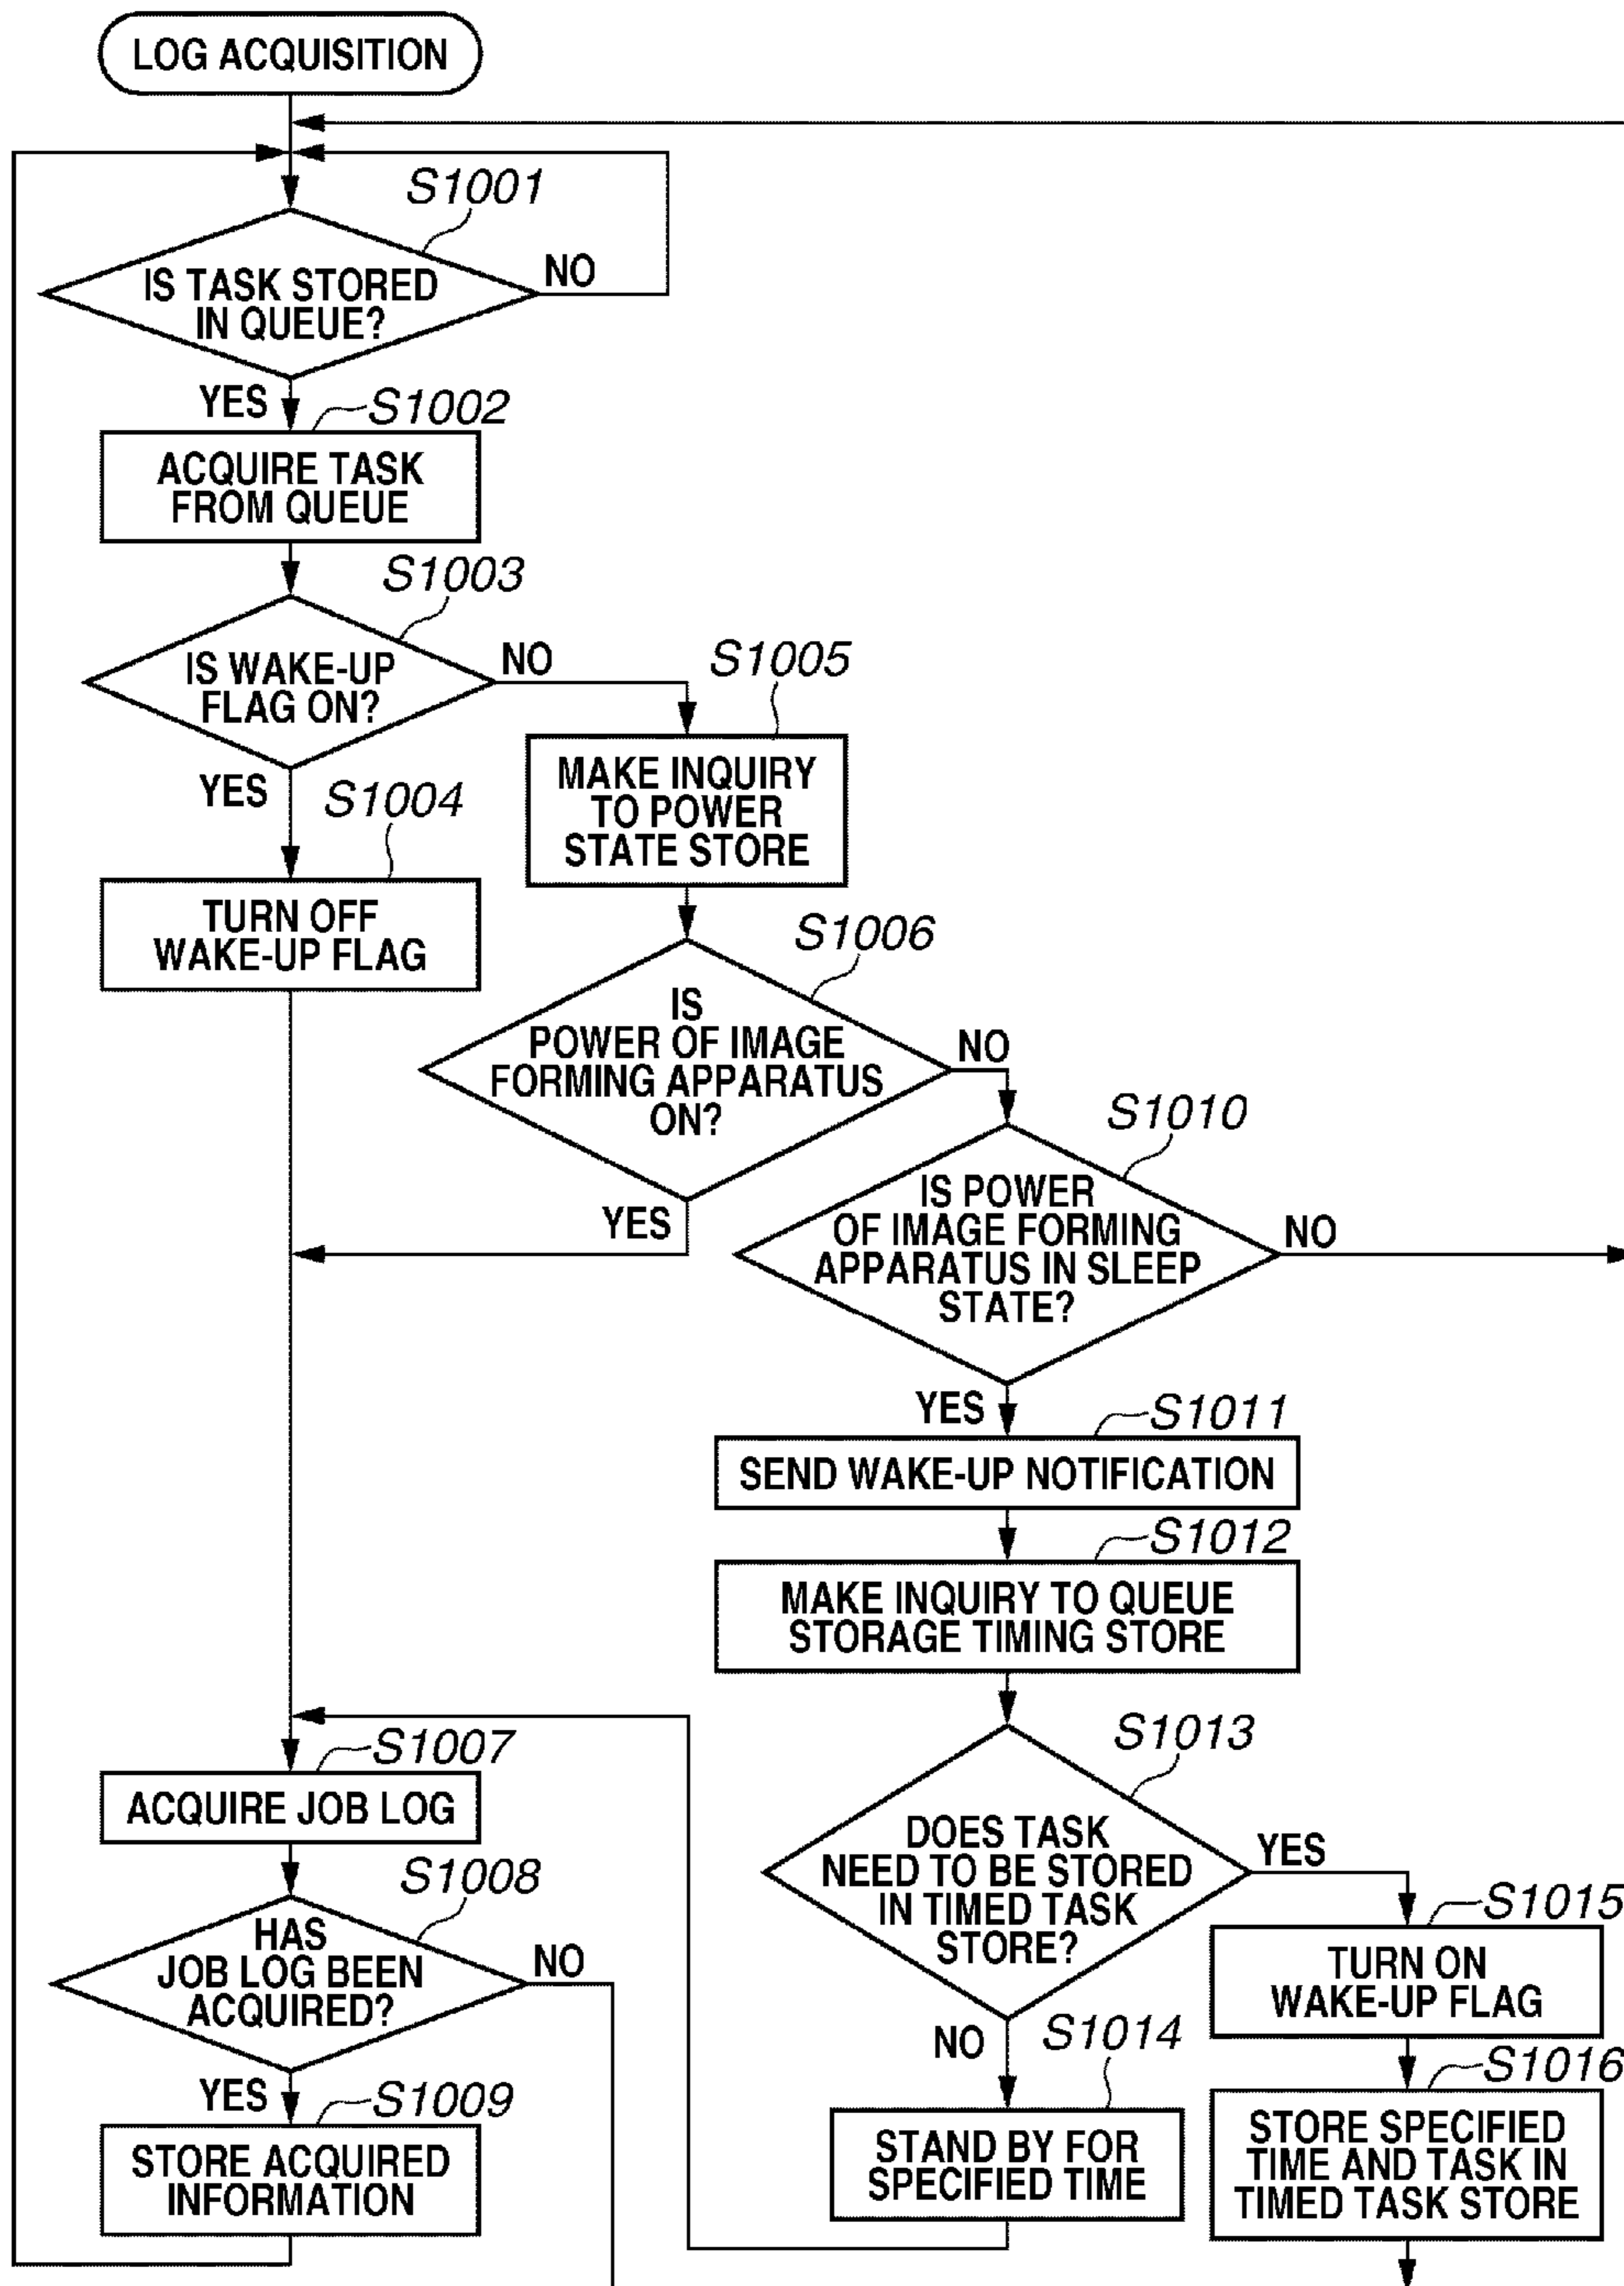 LOG ACQUISITION
S1001
IS TASK STORED
IN QUEUE?
NO
YES
S1002
ACQUIRE TASK
FROM QUEUE
S1003
IS WAKE-UP
FLAG ON?
NO
YES
S1004
TURN OFF
WAKE-UP FLAG
S1005
MAKE INQUIRY
TO POWER
STATE STORE
S1006
IS
POWER OF IMAGE
FORMING APPARATUS
ON?
NO
YES
S1010
IS POWER
OF IMAGE FORMING
APPARATUS IN SLEEP
STATE?
NO
YES
S1011
SEND WAKE-UP NOTIFICATION
S1012
MAKE INQUIRY TO QUEUE
STORAGE TIMING STORE
S1013
DOES TASK
NEED TO BE STORED
IN TIMED TASK
STORE?
YES
NO
S1007
ACQUIRE JOB LOG
S1008
HAS
JOB LOG BEEN
ACQUIRED?
NO
YES
S1009
STORE ACQUIRED
INFORMATION
S1014
STAND BY FOR
SPECIFIED TIME
S1015
TURN ON
WAKE-UP FLAG
S1016
STORE SPECIFIED
TIME AND TASK IN
TIMED TASK STORE